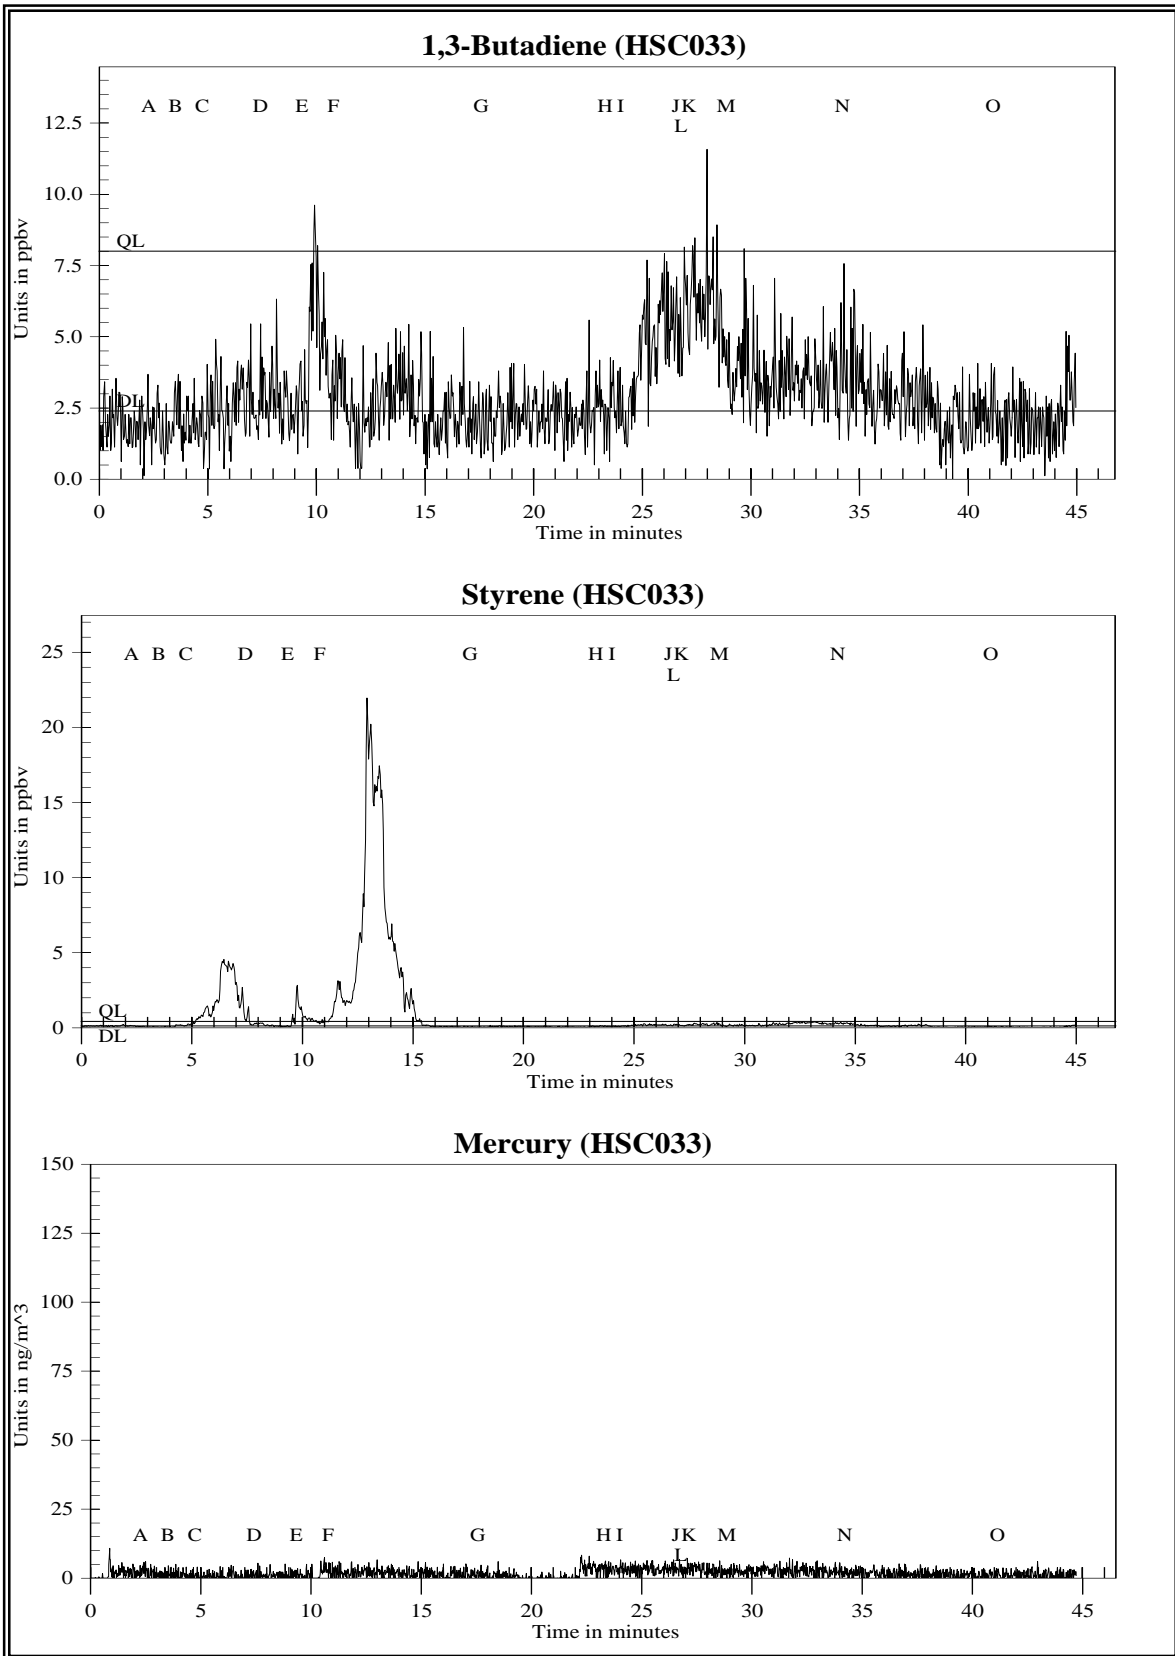 1,3-Butadiene (HSC033)
A B C D E F G H I J K M N O
L
12.5
10.0
QL
7.5
5.0
DL
2.5
0.0
Units in ppbv
0 5 10 15 20 25 30 35 40 45
Time in minutes
Styrene (HSC033)
A B C D E F G H I J K M N O
L
25
20
15
10
5
QL
0
DL
Units in ppbv
0 5 10 15 20 25 30 35 40 45
Time in minutes
Mercury (HSC033)
150
125
100
75
50
25
A B C D E F G H I J K M N O
L
0
Units in ng/m^3
0 5 10 15 20 25 30 35 40 45
Time in minutes